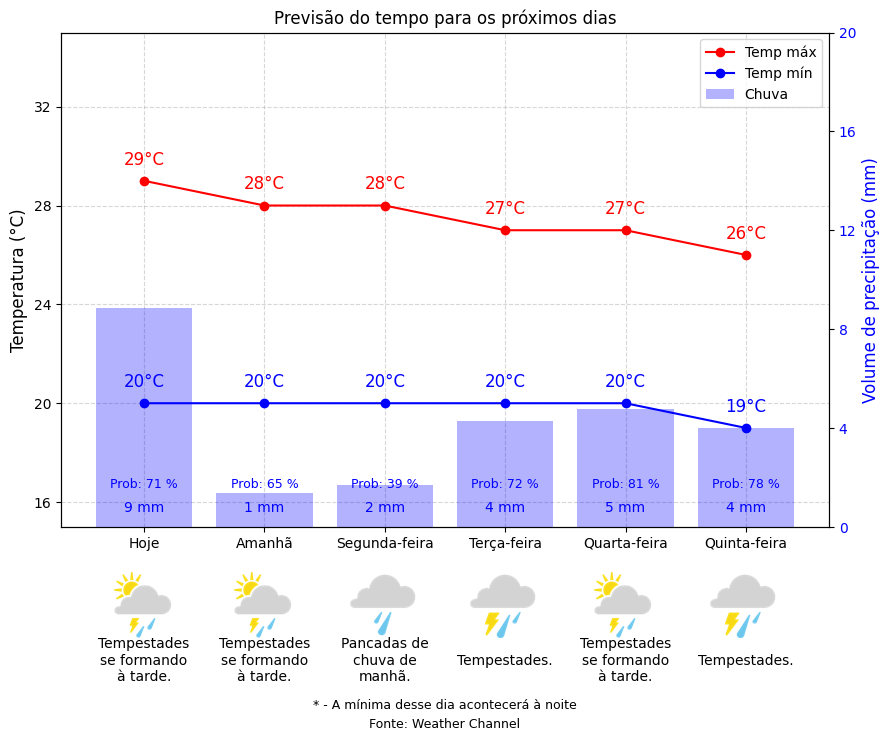 Previsão do tempo para os próximos dias
Temp máx
Temp mín
Chuva
Temperatura (°C)
32
28
24
20
16
Volume de precipitação (mm)
20
16
12
8
4
0
29°C
28°C
28°C
27°C
27°C
26°C
20°C
20°C
20°C
20°C
20°C
19°C
Prob: 71 %
Prob: 65 %
Prob: 39 %
Prob: 72 %
Prob: 81 %
Prob: 78 %
9 mm
1 mm
2 mm
4 mm
5 mm
4 mm
Hoje
Amanhã
Segunda-feira
Terça-feira
Quarta-feira
Quinta-feira
Tempestades
se formando
à tarde.
Tempestades
se formando
à tarde.
Pancadas de
chuva de
manhã.
Tempestades.
Tempestades
se formando
à tarde.
Tempestades.
* - A mínima desse dia acontecerá à noite
Fonte: Weather Channel